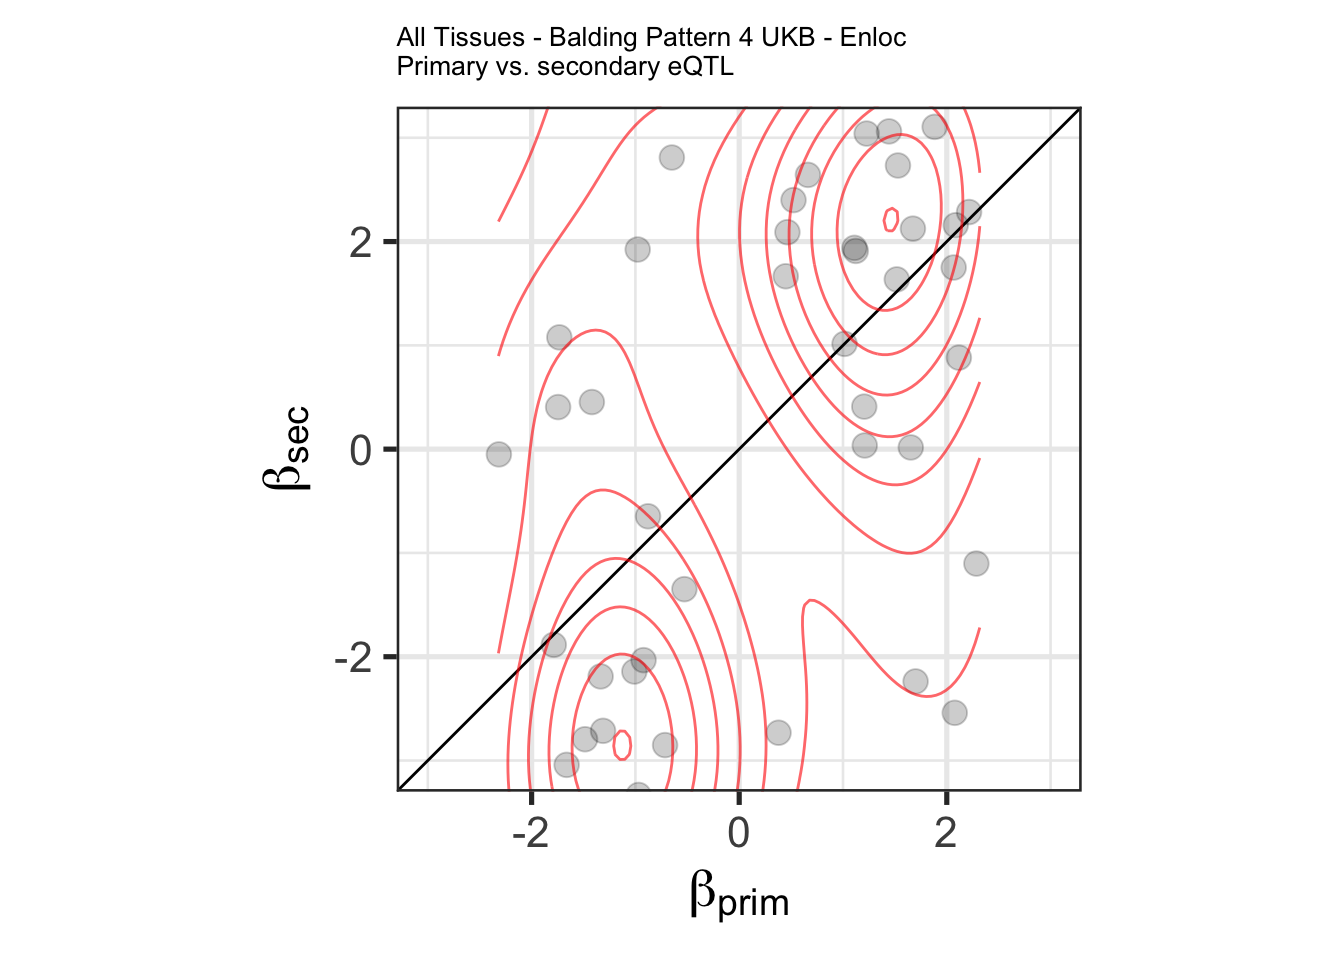 All Tissues - Balding Pattern 4 UKB - Enloc
Primary vs. secondary eQTL
βsec
2
0
-2
-2
0
2
βprim